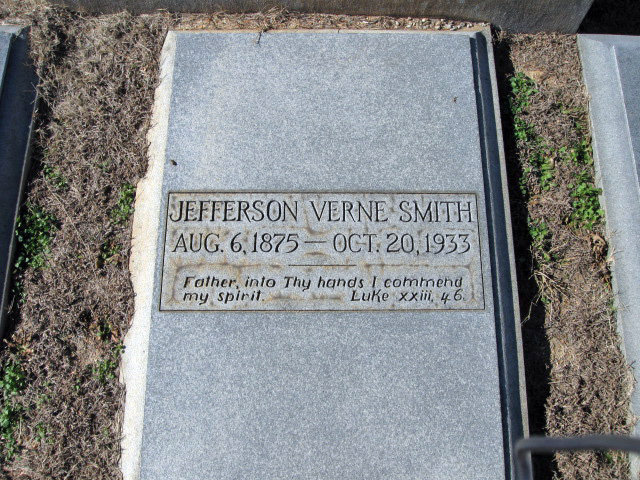 JEFFERSON VERNE SMITH
AUG. 6, 1875 — OCT. 20, 1933
Father, into Thy hands I commend
my spirit. Luke xxiii, 46.